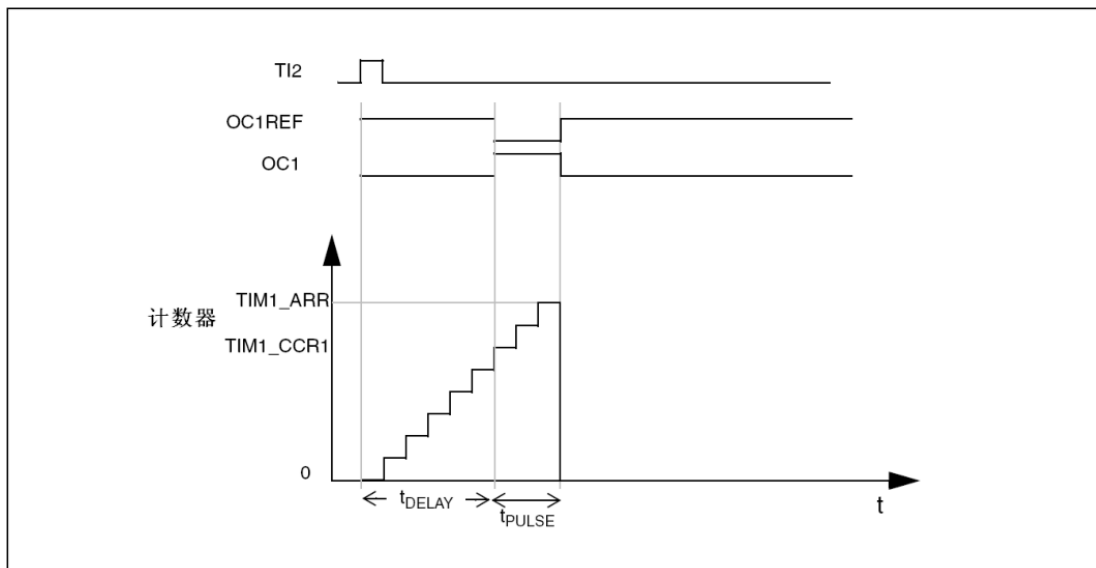 TI2
OC1REF
OC1
计数器
TIM1_ARR
TIM1_CCR1
0
tDELAY
tPULSE
t